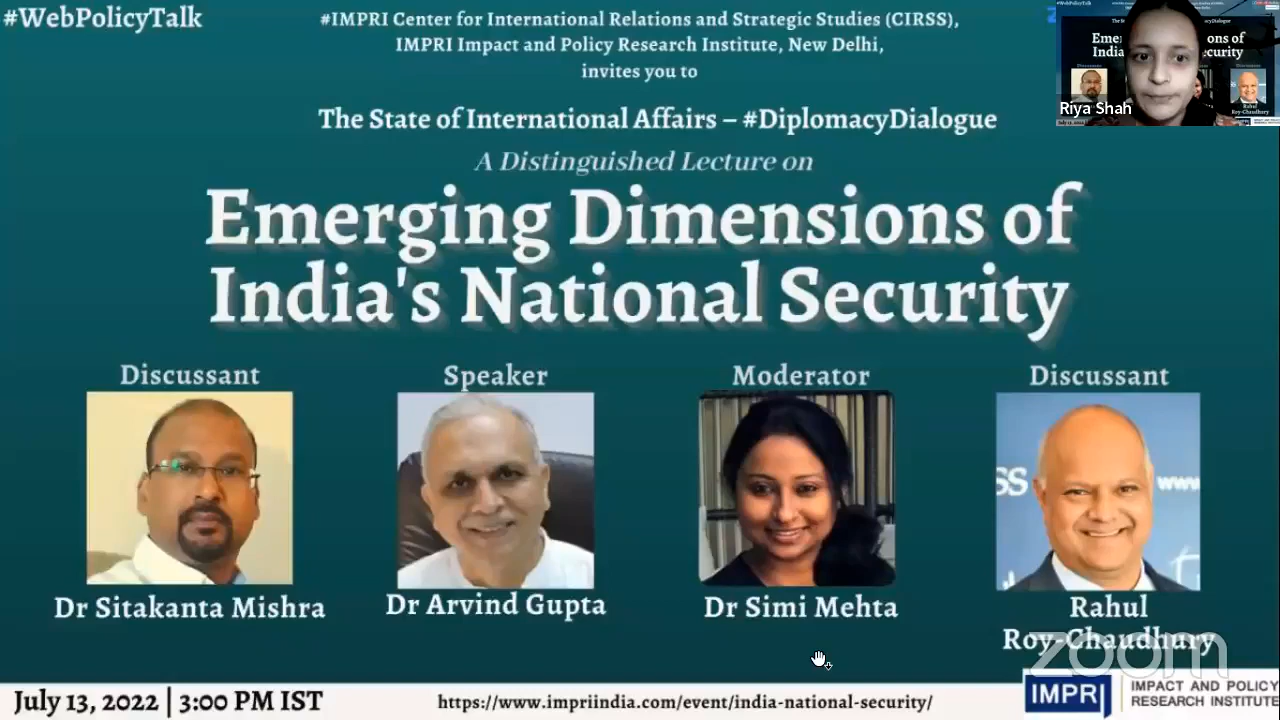 #WebPolicyTalk
#IMPRI Center for International Relations and Strategic Studies (CIRSS),
IMPRI Impact and Policy Research Institute, New Delhi,
invites you to
The State of International Affairs – #DiplomacyDialogue
A Distinguished Lecture on
Emerging Dimensions of
India's National Security
Riya Shah
Discussant
Speaker
Moderator
Discussant
Dr Sitakanta Mishra
Dr Arvind Gupta
Dr Simi Mehta
Rahul
Roy-Chaudhury
zoom
July 13, 2022 | 3:00 PM IST
https://www.impriindia.com/event/india-national-security/
IMPRI
IMPACT AND POLICY
RESEARCH INSTITUTE